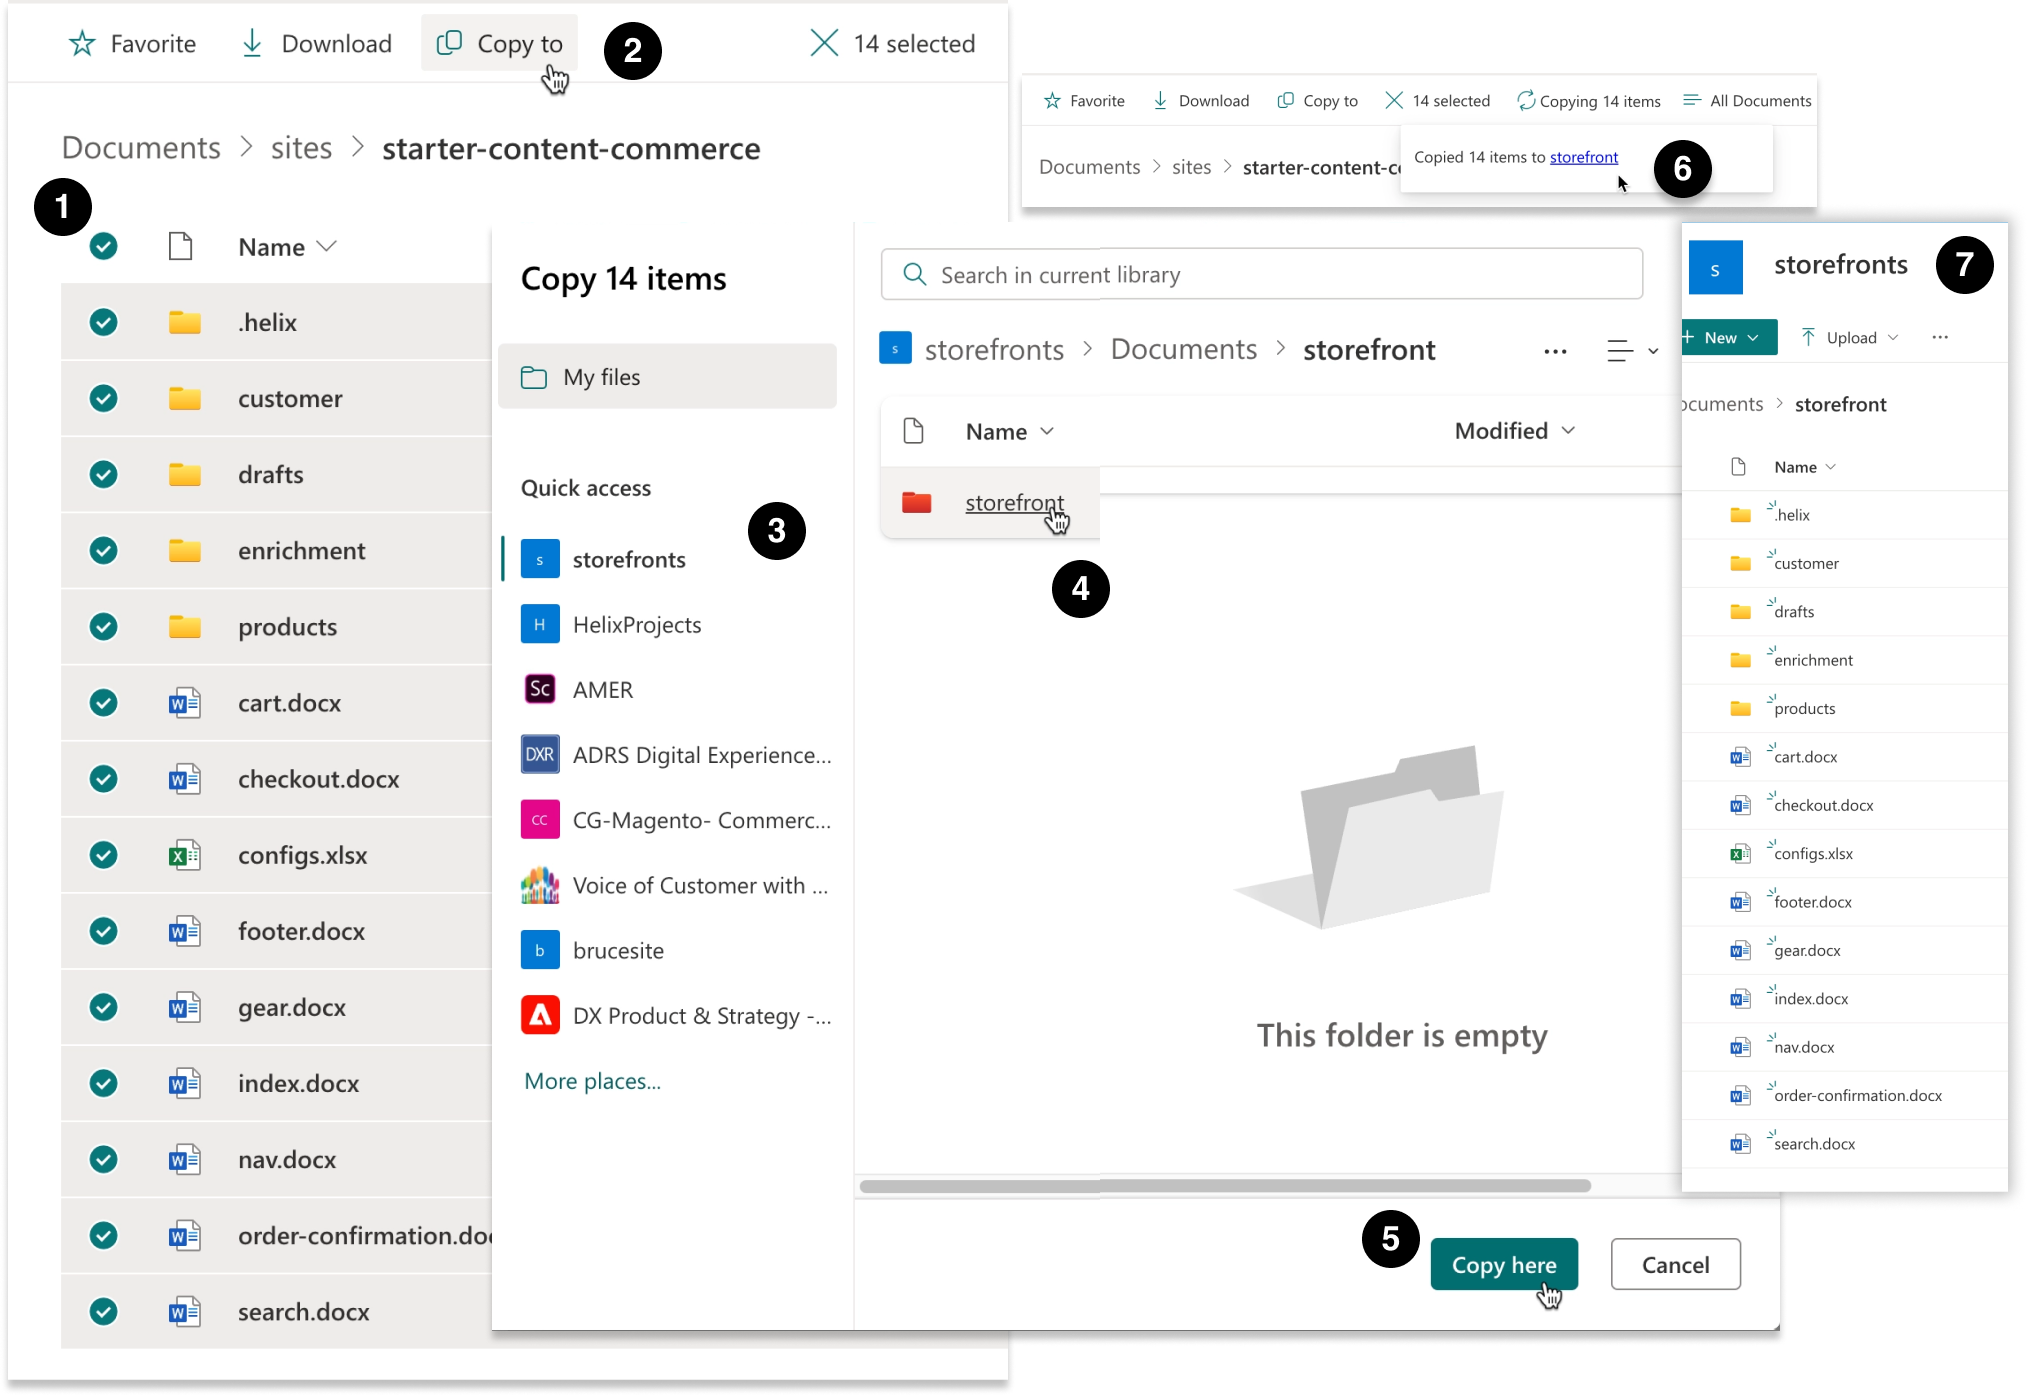 Favorite
Download
Copy to
2
14 selected
Documents > sites > starter-content-commerce
1
Name
.helix
customer
drafts
enrichment
products
cart.docx
checkout.docx
configs.xlsx
footer.docx
gear.docx
index.docx
nav.docx
order-confirmation.doc
search.docx
Copy 14 items
My files
Quick access
3
s storefronts
H HelixProjects
Sc AMER
DXR ADRS Digital Experience...
CC CG-Magento- Commerc...
Voice of Customer with ...
b brucesite
DX Product & Strategy -...
More places...
Search in current library
s storefronts > Documents > storefront ...
Name
Modified
storefront
4
This folder is empty
5
Copy here
Cancel
Favorite
Download
Copy to
14 selected
Copying 14 items
All Documents
Documents > sites > starter-content-c
Copied 14 items to storefront
6
s storefronts
7
+ New
Upload
...
ocuments > storefront
Name
.helix
customer
drafts
enrichment
products
cart.docx
checkout.docx
configs.xlsx
footer.docx
gear.docx
index.docx
nav.docx
order-confirmation.docx
search.docx